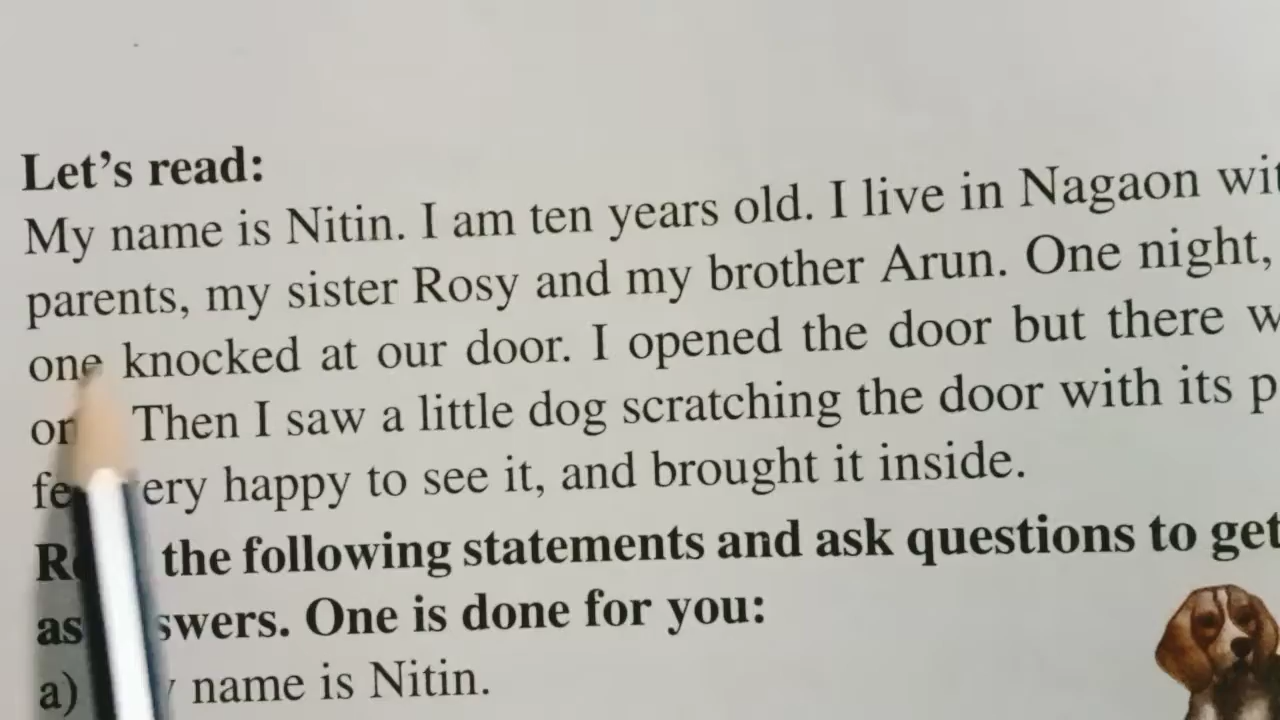 Let's read:
My name is Nitin. I am ten years old. I live in Nagaon
parents, my sister Rosy and my brother Arun. One night,
one knocked at our door. I opened the door but there
Then I saw a little dog scratching the door with its
happy to see it, and brought it inside.
the following statements and ask questions to get
One is done for you:
a) name is Nitin.